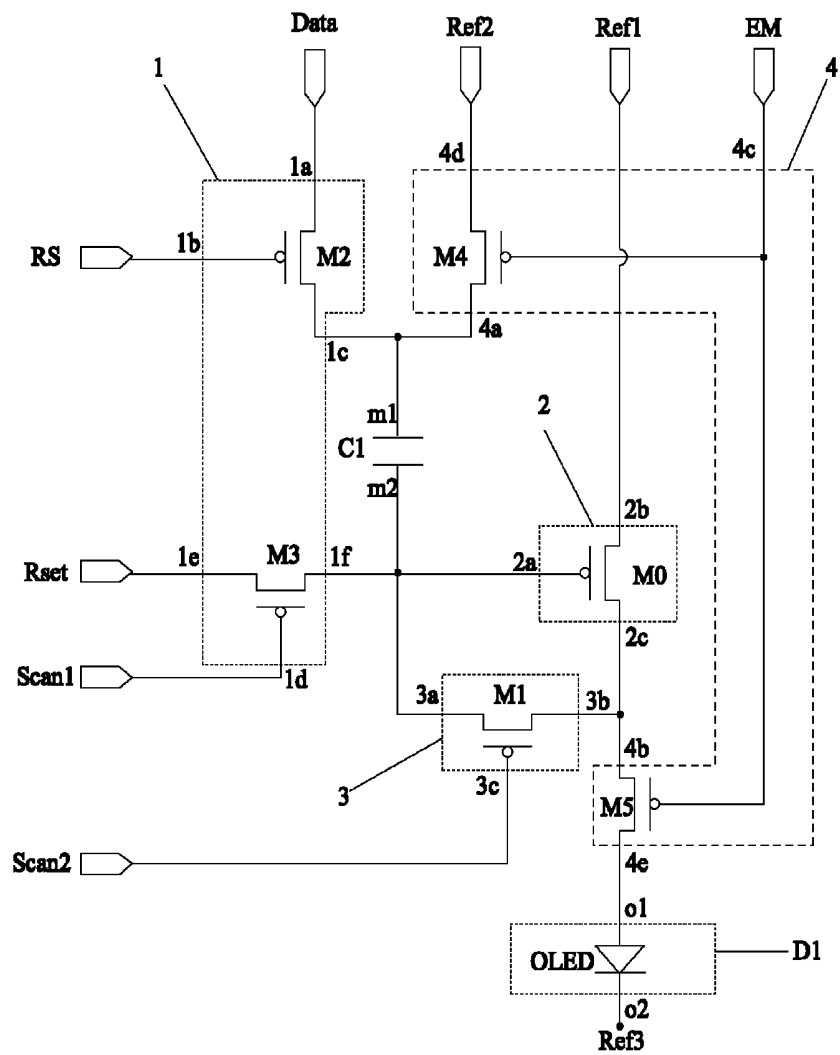 Data
Ref2
Ref1
EM
1
4
1a
4d
4c
RS
1b
M2
M4
1c
4a
m1
C1
m2
2
2b
Rset
1e
M3
1f
2a
M0
2c
Scan1
1d
3a
M1
3b
4b
3
3c
M5
Scan2
4e
o1
OLED
D1
o2
Ref3